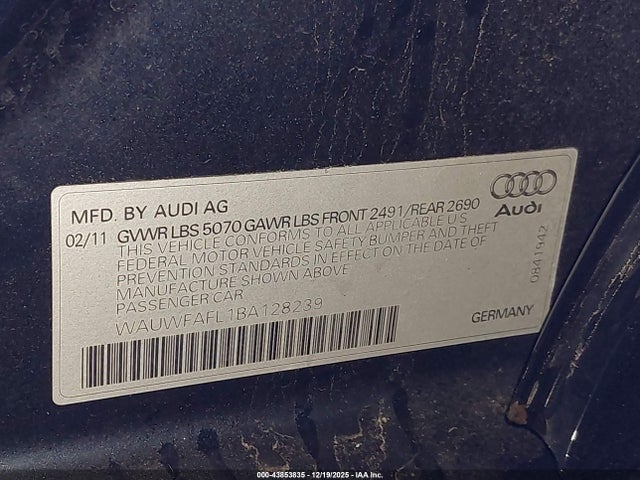 MFD. BY AUDI AG
02/11 GVWR LBS 5070 GAWR LBS FRONT 2491/REAR 2690
THIS VEHICLE CONFORMS TO ALL APPLICABLE U.S
FEDERAL MOTOR VEHICLE SAFETY BUMPER AND THEFT
PREVENTION STANDARDS IN EFFECT ON THE DATE OF
MANUFACTURE SHOWN ABOVE
PASSENGER CAR
WAUWFAFL1BA128239
Audi
0841942
GERMANY
000-43853835 - 12/19/2025 - IAA Inc.